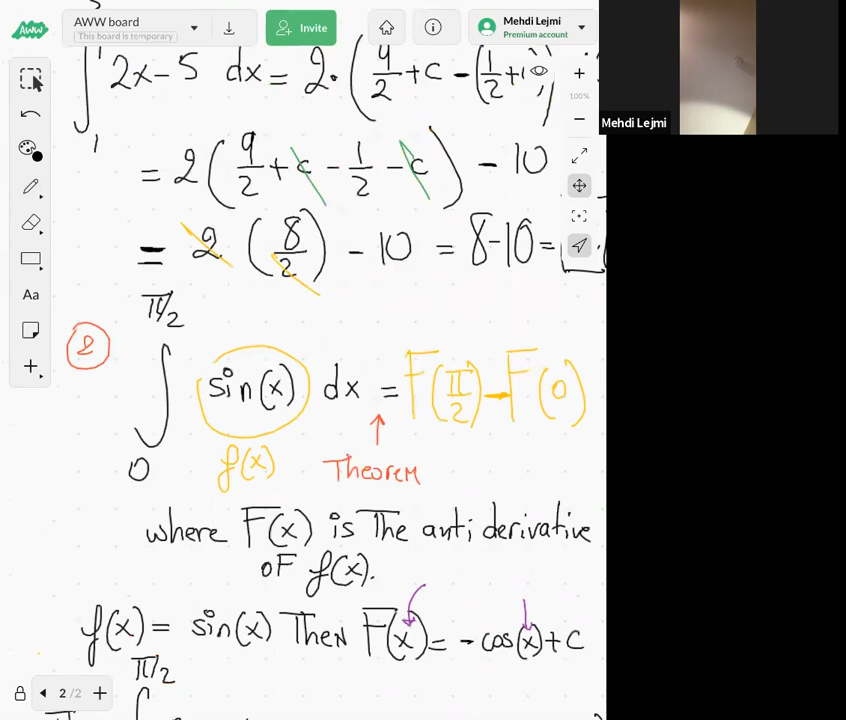 AWW board
This board is temporary
Invite
Mehdi Lejmi
Premium account
Mehdi Lejmi
100%
Aa
∫ 2x-5 dx = 2·(9/2 + c - (1/2 +
1
= 2(9/2 + c - 1/2 - c) - 10
= 2(8/2) - 10 = 8-10 =
2
π/2
∫ sin(x) dx = F(π/2) - F(0)
0
f(x)
Theorem
where F(x) is The anti derivative
OF f(x).
f(x) = sin(x) Then F(x) = -cos(x)+c
π/2
2 / 2